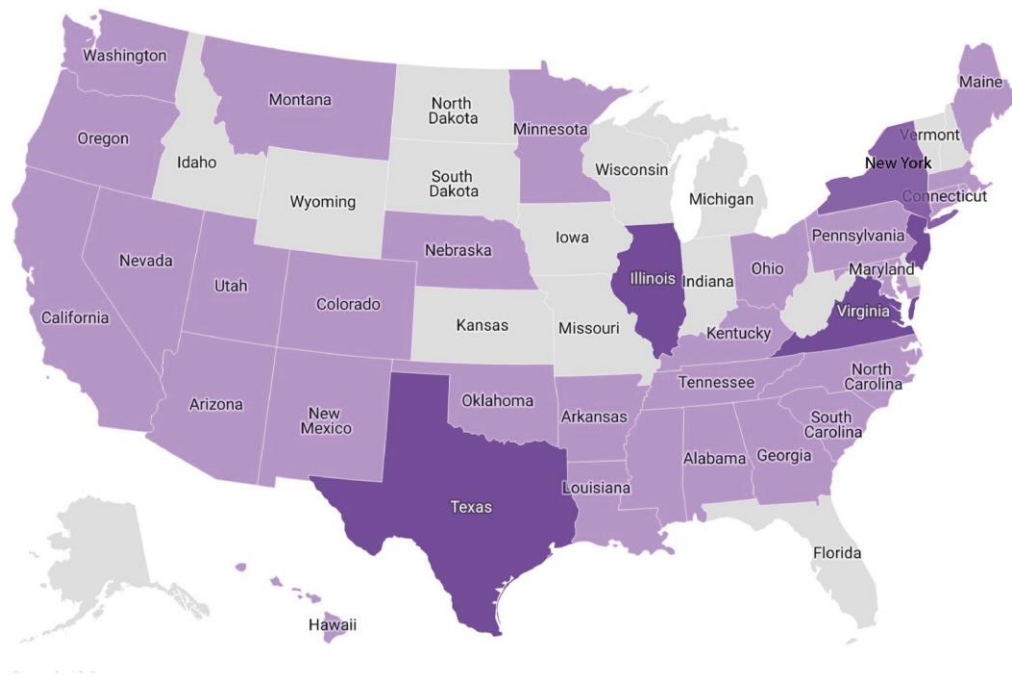 Washington
Montana
North
Dakota
Minnesota
Maine
Oregon
Idaho
Vermont
Wisconsin
New York
South
Dakota
Wyoming
Michigan
Connecticut
Iowa
Pennsylvania
Nebraska
Nevada
Utah
Illinois
Indiana
Ohio
Maryland
Colorado
California
Kansas
Missouri
Virginia
Kentucky
Arizona
New
Mexico
Oklahoma
Arkansas
Tennessee
North
Carolina
South
Carolina
Louisiana
Alabama
Georgia
Texas
Florida
Hawaii